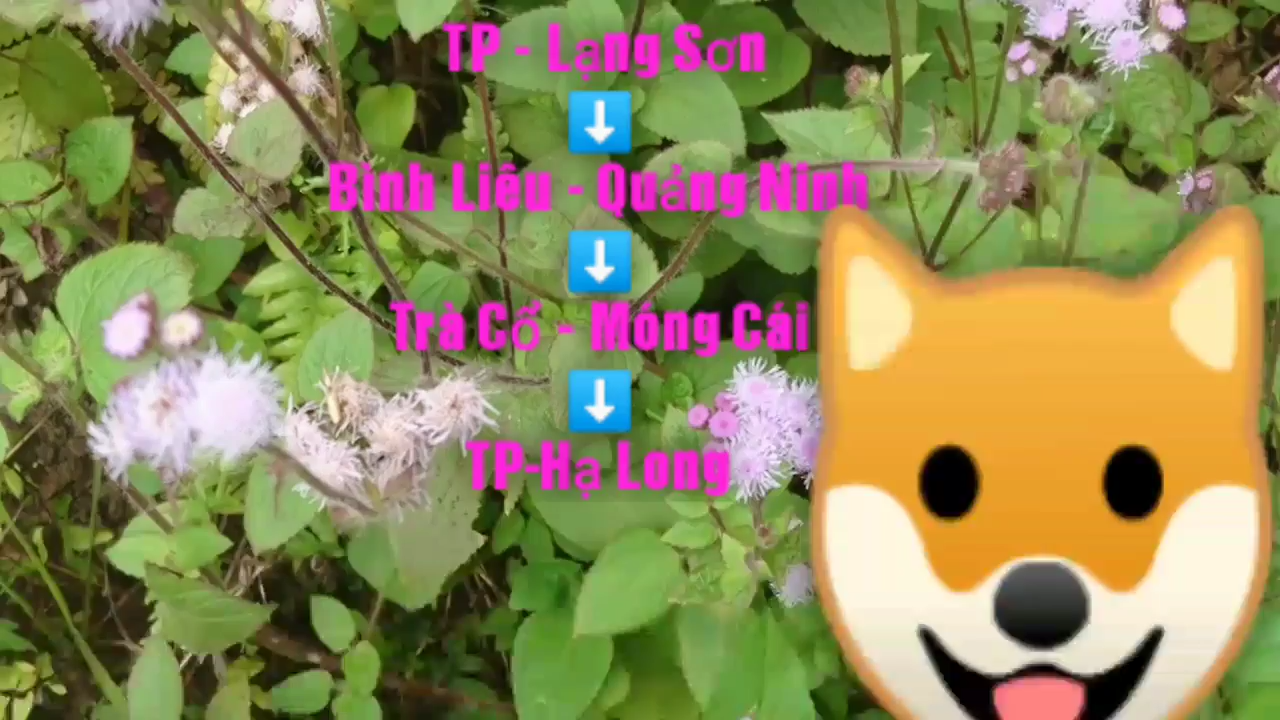 TP - Lạng Sơn
⬇️
Bình Liêu - Quảng Ninh
⬇️
Trà Cổ - Móng Cái
⬇️
TP-Hạ Long